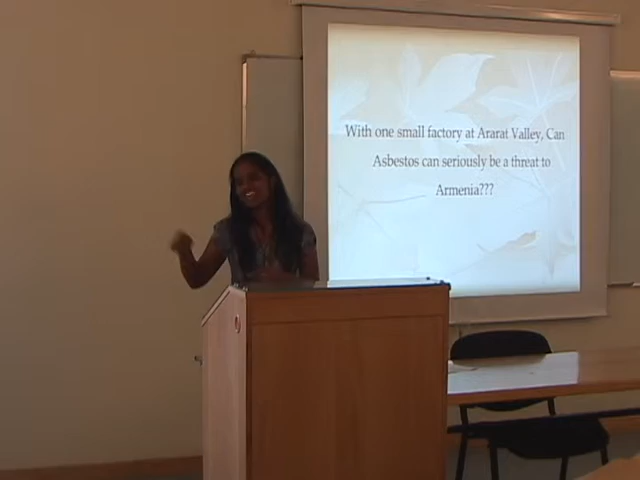 With one small factory at Ararat Valley, Can
Asbestos can seriously be a threat to
Armenia???